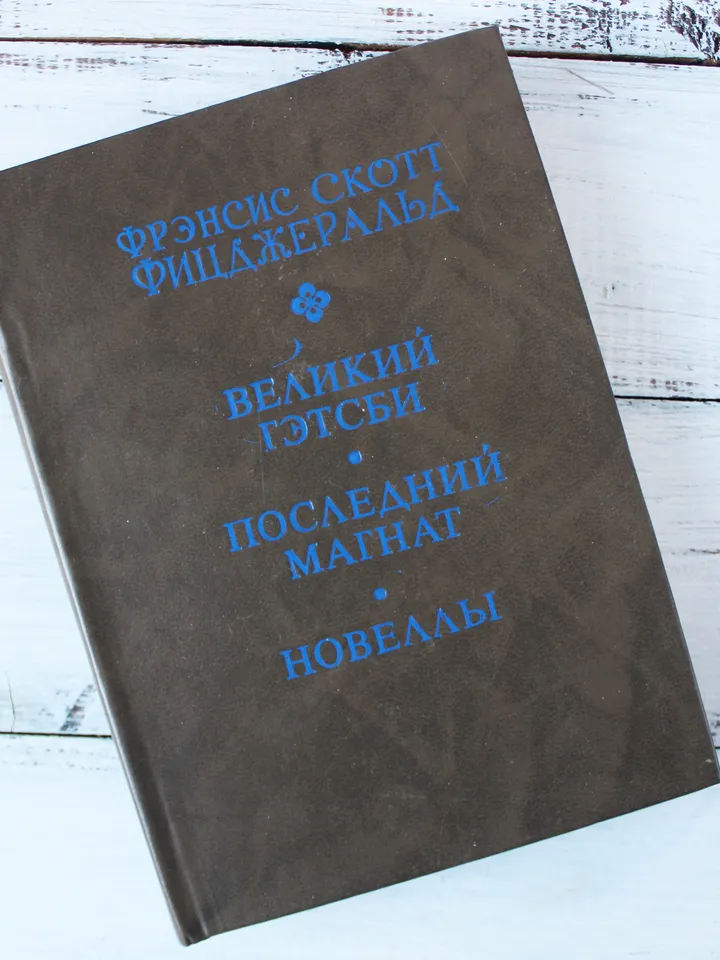 ФРЭНСИС СКОТТ
ФИЦДЖЕРАЛЬД
ВЕЛИКИЙ
ГЭТСБИ
ПОСЛЕДНИЙ
МАГНАТ
НОВЕЛЛЫ